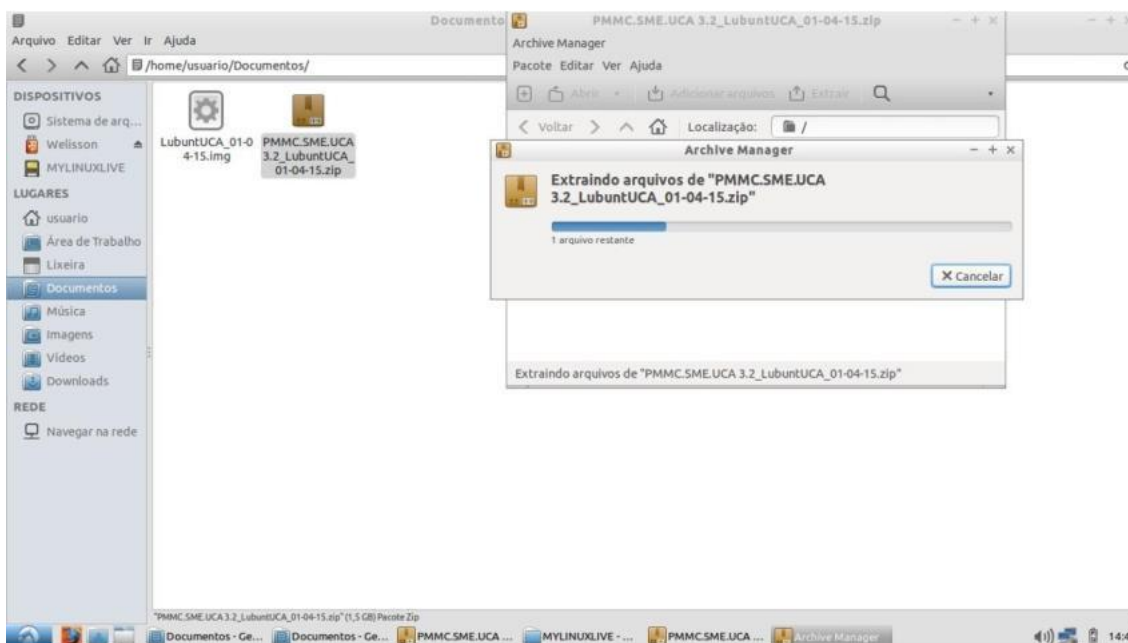 Documento
Arquivo Editar Ver Ir Ajuda
/home/usuario/Documentos/
DISPOSITIVOS
Sistema de arq...
Welisson
MYLINUXLIVE
LUGARES
usuario
Área de Trabalho
Lixeira
Documentos
Música
Imagens
Vídeos
Downloads
REDE
Navegar na rede
LubuntUCA_01-0
4-15.img
PMMC.SME.UCA
3.2_LubuntUCA_
01-04-15.zip
PMMC.SME.UCA 3.2_LubuntUCA_01-04-15.zip
Archive Manager
Pacote Editar Ver Ajuda
Abrir Adicionar arquivos Extrair
Voltar Localização: /
Archive Manager
Extraindo arquivos de "PMMC.SME.UCA
3.2_LubuntUCA_01-04-15.zip"
1 arquivo restante
Cancelar
Extraindo arquivos de "PMMC.SME.UCA 3.2_LubuntUCA_01-04-15.zip"
"PMMC.SME.UCA 3.2_LubuntUCA_01-04-15.zip" (1,5 GB) Pacote Zip
Documentos - Ge... Documentos - Ge... PMMC.SME.UCA ... MYLINUXLIVE - ... PMMC.SME.UCA ... Archive Manager